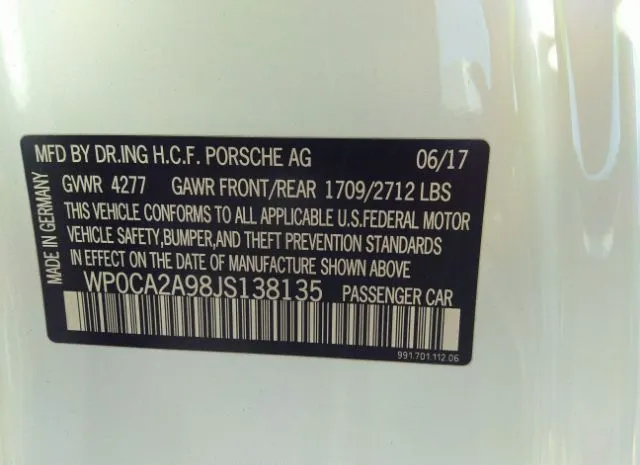 MFD BY DR.ING H.C.F. PORSCHE AG 06/17
GVWR 4277 GAWR FRONT/REAR 1709/2712 LBS
THIS VEHICLE CONFORMS TO ALL APPLICABLE U.S.FEDERAL MOTOR
VEHICLE SAFETY,BUMPER,AND THEFT PREVENTION STANDARDS
IN EFFECT ON THE DATE OF MANUFACTURE SHOWN ABOVE
WP0CA2A98JS138135 PASSENGER CAR
991.701.112.06
MADE IN GERMANY